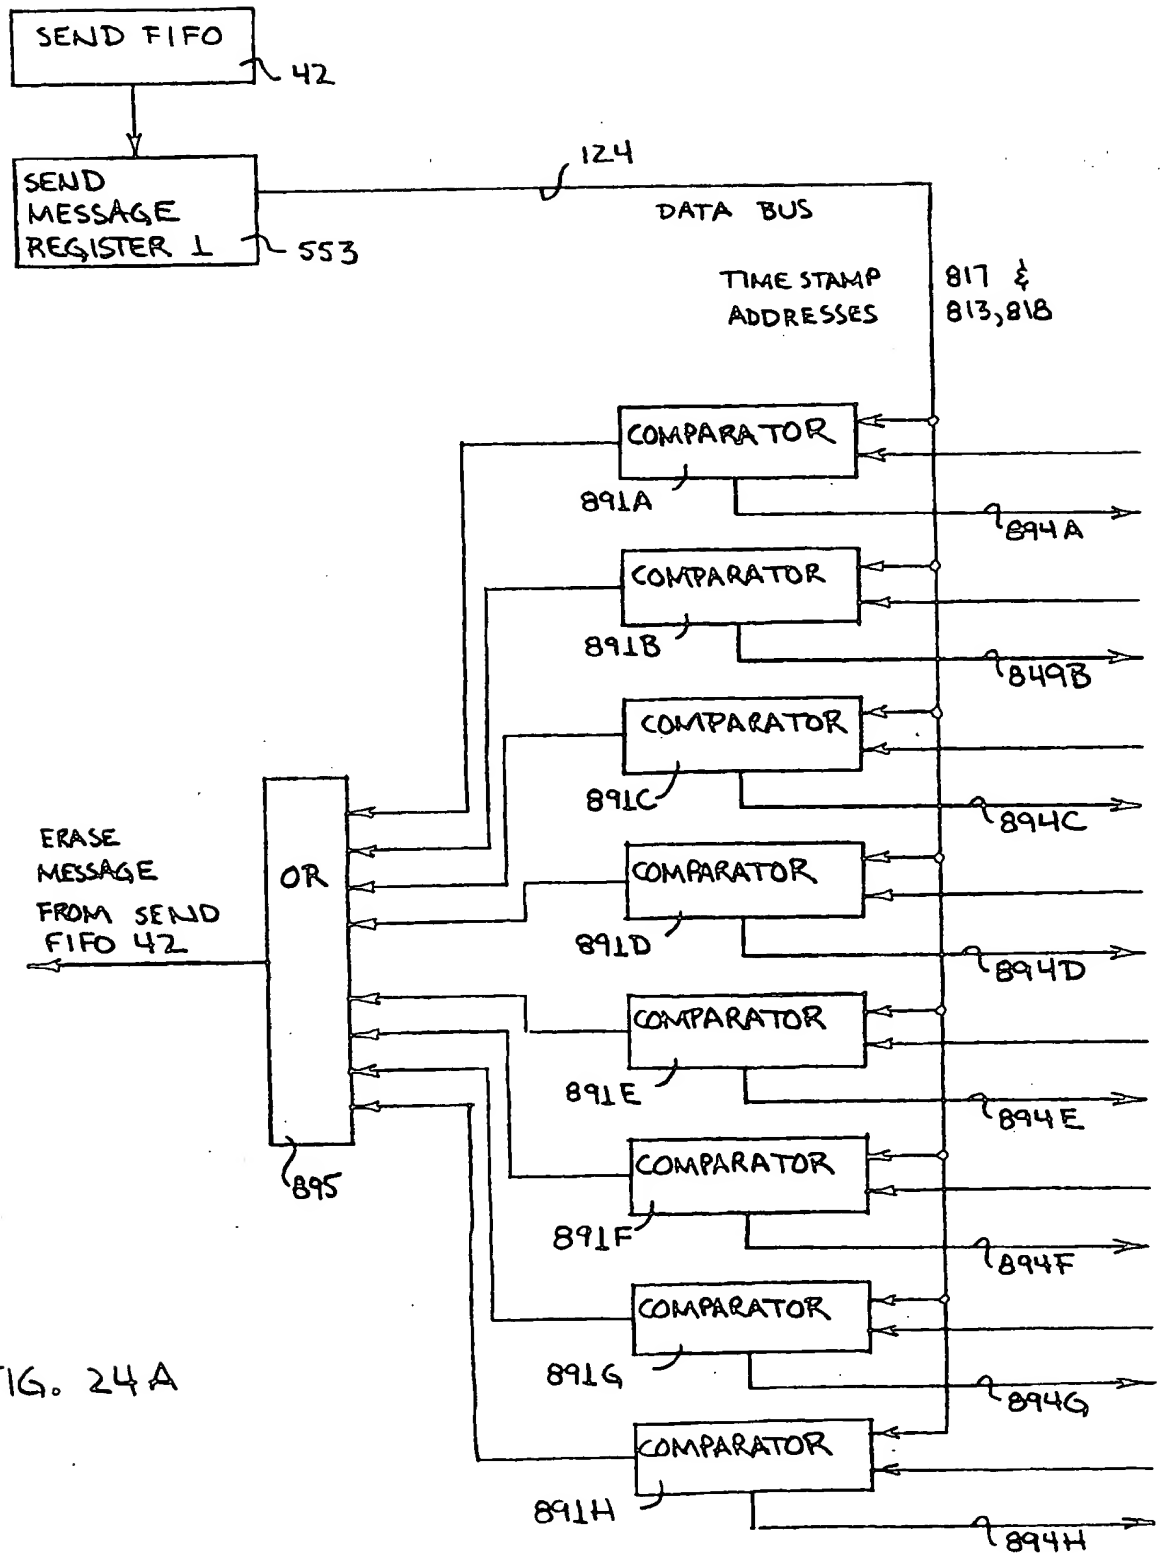 SEND FIFO
42
SEND
MESSAGE
REGISTER 1
553
124
DATA BUS
TIME STAMP
ADDRESSES
817 &
813,818
COMPARATOR
891A
894A
COMPARATOR
891B
849B
COMPARATOR
891C
894C
ERASE
MESSAGE
FROM SEND
FIFO 42
OR
COMPARATOR
891D
894D
COMPARATOR
891E
894E
895
COMPARATOR
891F
894F
COMPARATOR
891G
894G
FIG. 24A
COMPARATOR
891H
894H